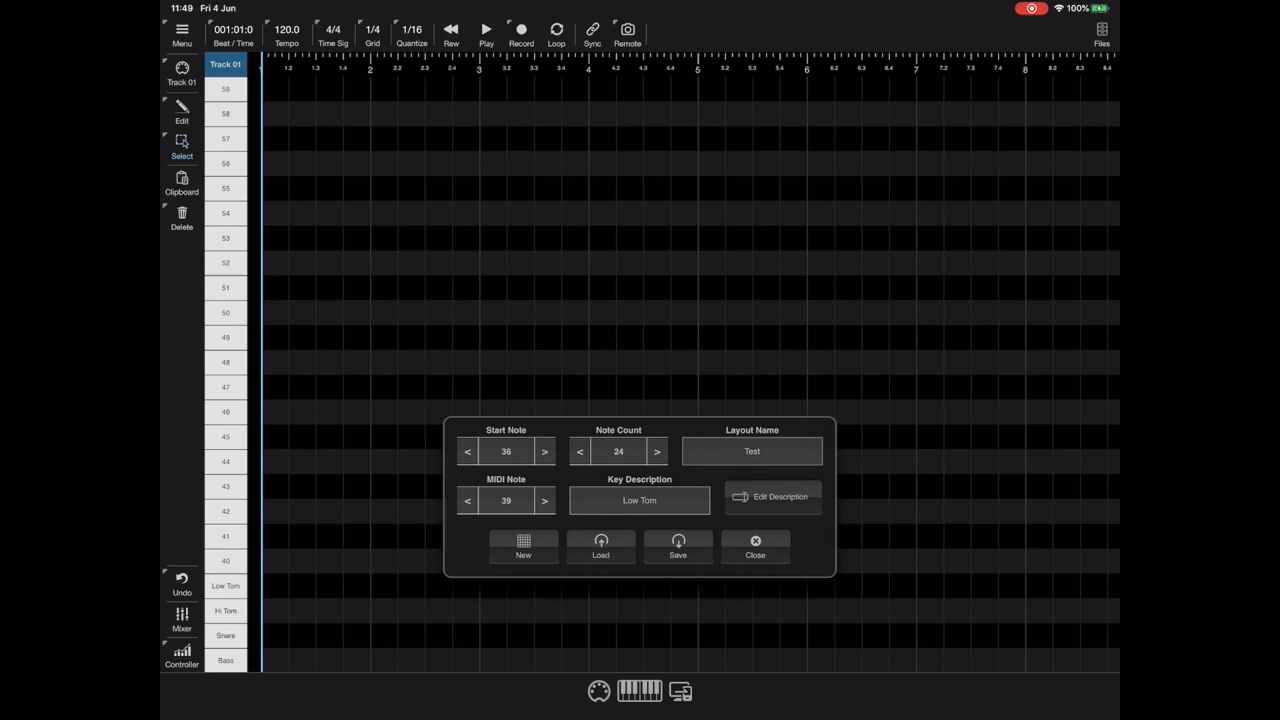 11:49 Fri 4 Jun 100%
001:01:0 120.0 4/4 1/4 1/16
Menu Beat / Time Tempo Time Sig Grid Quantize Rew Play Record Loop Sync Remote Files
Track 01
1.2 1.3 1.4 2 2.2 2.3 2.4 3 3.2 3.3 3.4 4 4.2 4.3 4.4 5 5.2 5.3 5.4 6 6.2 6.3 6.4 7 7.2 7.3 7.4 8 8.2 8.3 8.4
Track 01
Edit
Select
Clipboard
Delete
59
58
57
56
55
54
53
52
51
50
49
48
47
46
45
44
43
42
41
40
Low Tom
Hi Tom
Snare
Bass
Start Note Note Count Layout Name
< 36 > < 24 > Test
MIDI Note Key Description
< 39 > Low Tom Edit Description
New Load Save Close
Undo
Mixer
Controller